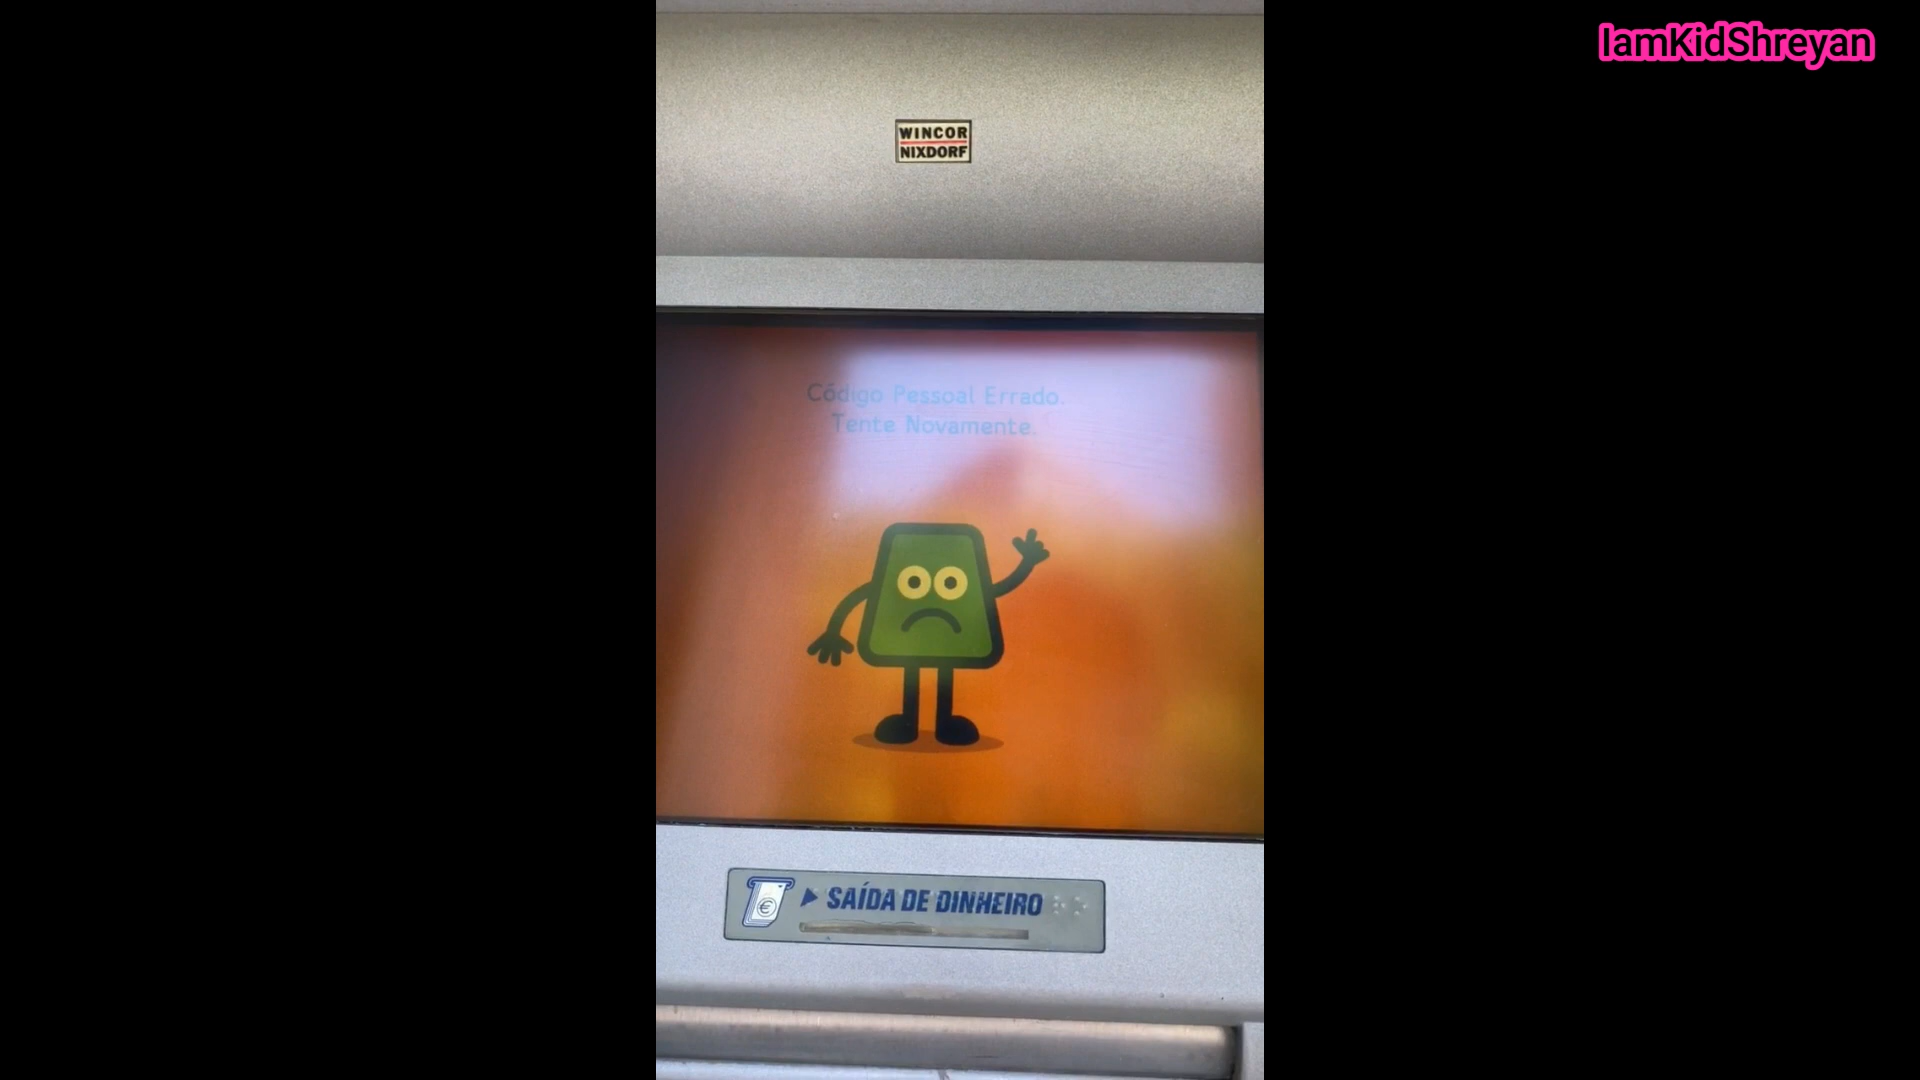 IamKidShreyan
WINCOR
NIXDORF
Código Pessoal Errado.
Tente Novamente.
SAÍDA DE DINHEIRO